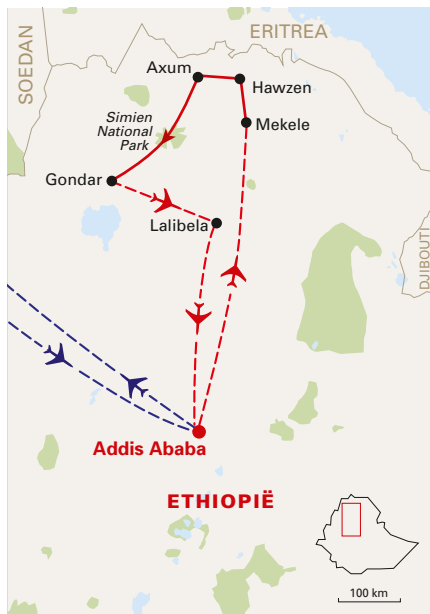 SOEDAN
ERITREA
Axum
Hawzen
Simien
National
Park
Mekele
Gondar
Lalibela
DJIBOUTI
Addis Ababa
ETHIOPIË
100 km